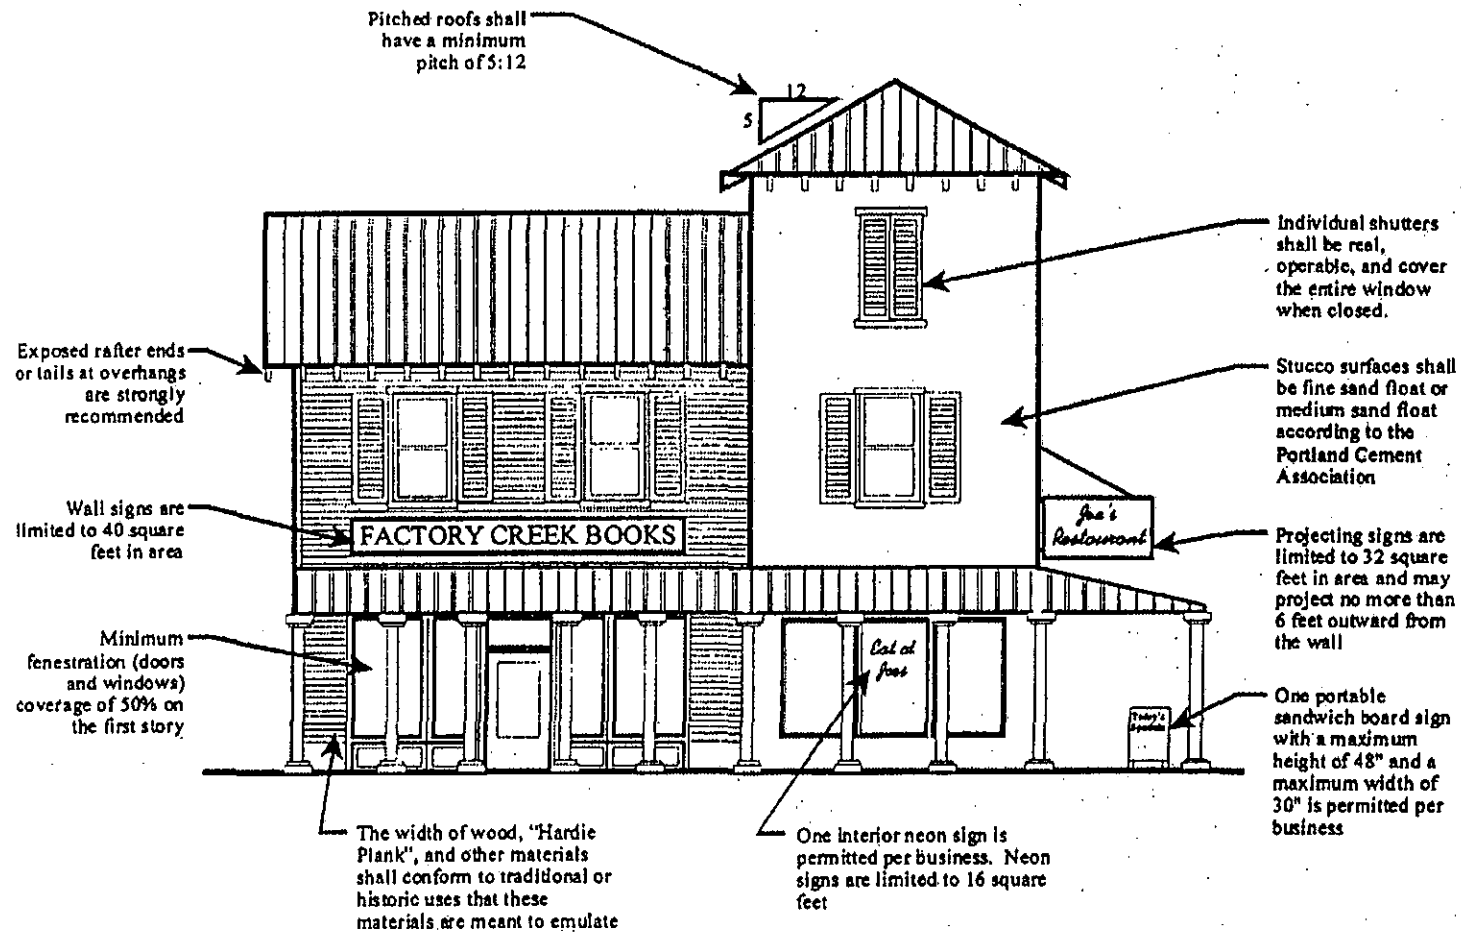 Pitched roofs shall
have a minimum
pitch of 5:12
12
5
Individual shutters
shall be real,
operable, and cover
the entire window
when closed.
Exposed rafter ends
or tails at overhangs
are strongly
recommended
Stucco surfaces shall
be fine sand float or
medium sand float
according to the
Portland Cement
Association
Wall signs are
limited to 40 square
feet in area
FACTORY CREEK BOOKS
Joe's
Restaurant
Projecting signs are
limited to 32 square
feet in area and may
project no more than
6 feet outward from
the wall
Minimum
fenestration (doors
and windows)
coverage of 50% on
the first story
Eat at
Joes
Today's
Specials
One portable
sandwich board sign
with a maximum
height of 48" and a
maximum width of
30" is permitted per
business
The width of wood, "Hardie
Plank", and other materials
shall conform to traditional or
historic uses that these
materials are meant to emulate
One interior neon sign is
permitted per business. Neon
signs are limited to 16 square
feet